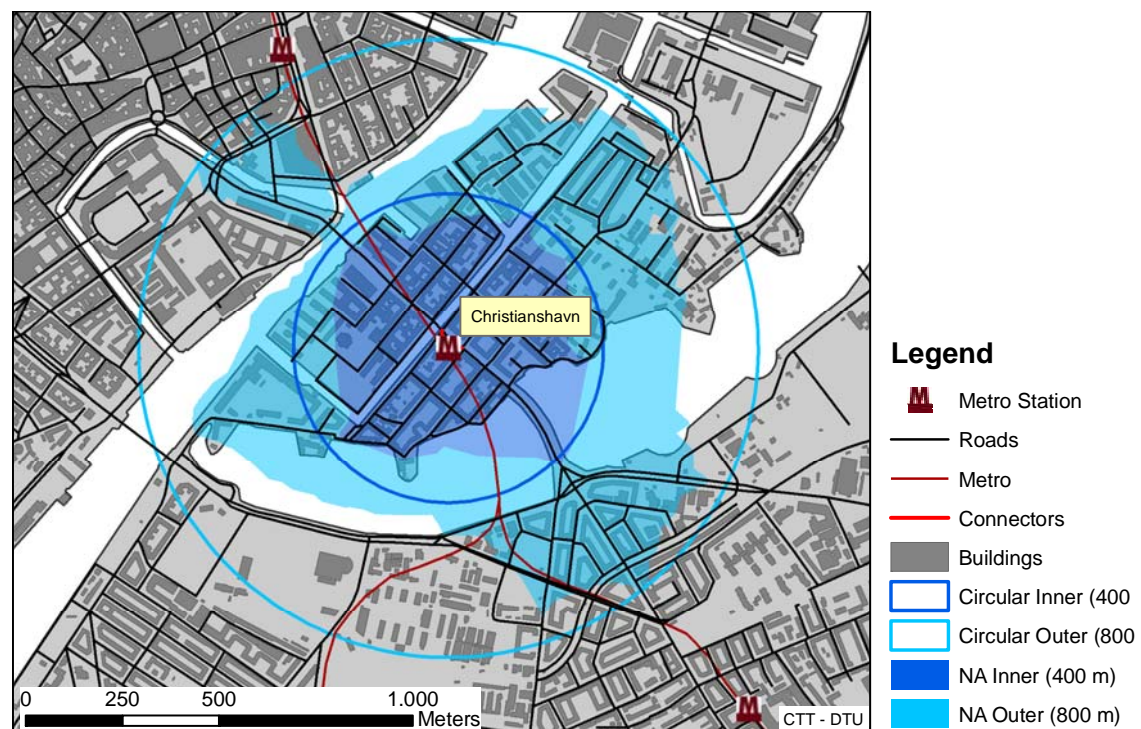 Christianshavn
0 250 500 1.000
Meters
CTT - DTU
Legend
Metro Station
Roads
Metro
Connectors
Buildings
Circular Inner (400
Circular Outer (800
NA Inner (400 m)
NA Outer (800 m)